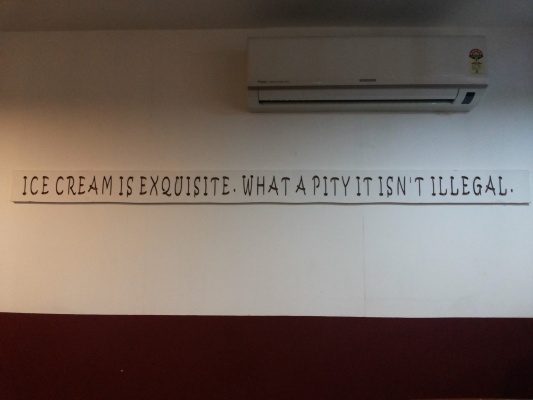 ICE CREAM IS EXQUISITE. WHAT A PITY IT ISN'T ILLEGAL.